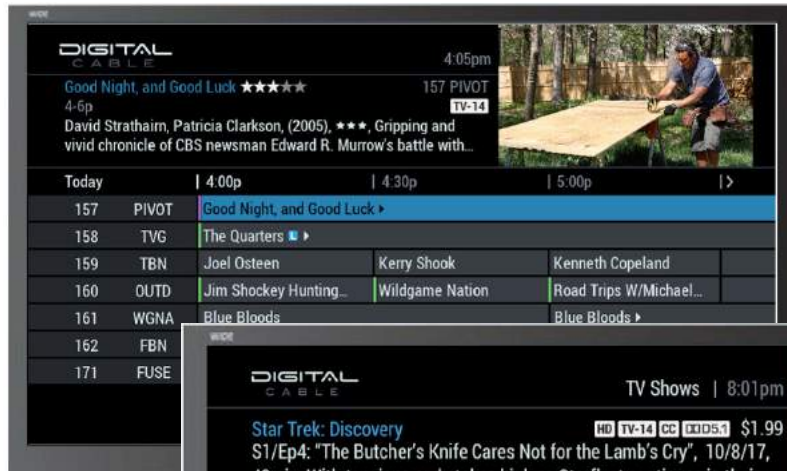 WIDE
DIGITAL
CABLE
4:05pm
Good Night, and Good Luck ★★★★★ 157 PIVOT
4-6p TV-14
David Strathairn, Patricia Clarkson, (2005), ★★★, Gripping and
vivid chronicle of CBS newsman Edward R. Murrow's battle with...
Today 4:00p 4:30p 5:00p >
157 PIVOT Good Night, and Good Luck ▸
158 TVG The Quarters L ▸
159 TBN Joel Osteen Kerry Shook Kenneth Copeland
160 OUTD Jim Shockey Hunting... Wildgame Nation Road Trips W/Michael...
161 WGNA Blue Bloods Blue Bloods ▸
162 FBN
171 FUSE
WIDE
DIGITAL
CABLE
TV Shows | 8:01pm
Star Trek: Discovery HD TV-14 CC DD5.1 $1.99
S1/Ep4: “The Butcher’s Knife Cares Not for the Lamb’s Cry”, 10/8/17,